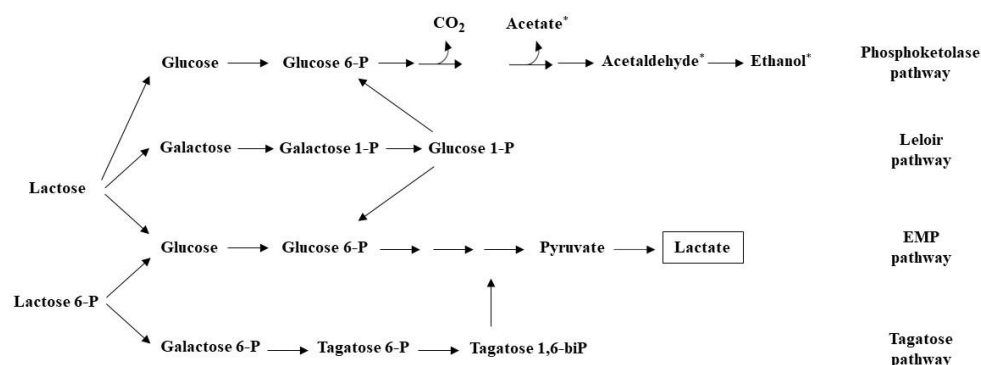 CO2 Acetate*
Glucose Glucose 6-P Acetaldehyde* Ethanol* Phosphoketolase
pathway
Galactose Galactose 1-P Glucose 1-P Leloir
pathway
Lactose
Glucose Glucose 6-P Pyruvate Lactate EMP
pathway
Lactose 6-P
Galactose 6-P Tagatose 6-P Tagatose 1,6-biP Tagatose
pathway